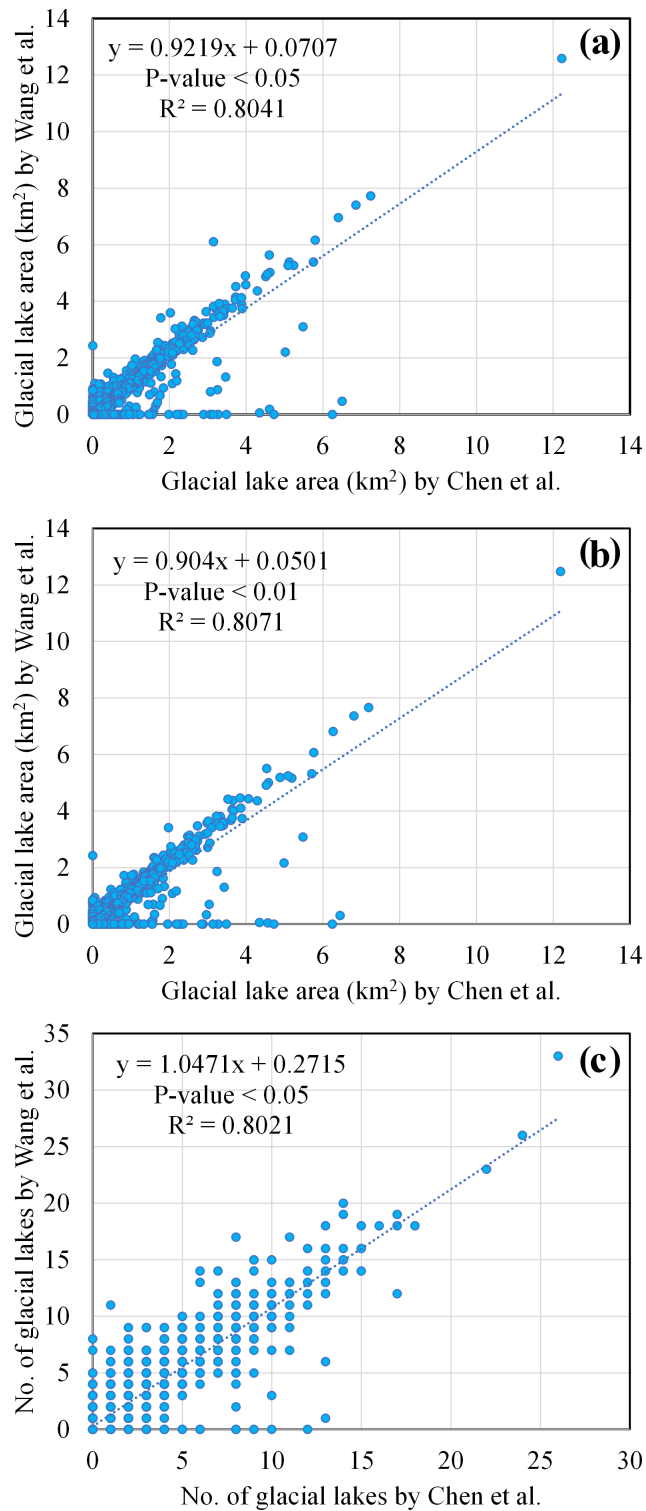 14
12
10
8
6
4
2
0
y = 0.9219x + 0.0707
P-value < 0.05
R² = 0.8041
(a)
0 2 4 6 8 10 12 14
Glacial lake area (km²) by Chen et al.
Glacial lake area (km²) by Wang et al.
14
12
10
8
6
4
2
0
y = 0.904x + 0.0501
P-value < 0.01
R² = 0.8071
(b)
0 2 4 6 8 10 12 14
Glacial lake area (km²) by Chen et al.
Glacial lake area (km²) by Wang et al.
35
30
25
20
15
10
5
0
y = 1.0471x + 0.2715
P-value < 0.05
R² = 0.8021
(c)
0 5 10 15 20 25 30
No. of glacial lakes by Chen et al.
No. of glacial lakes by Wang et al.